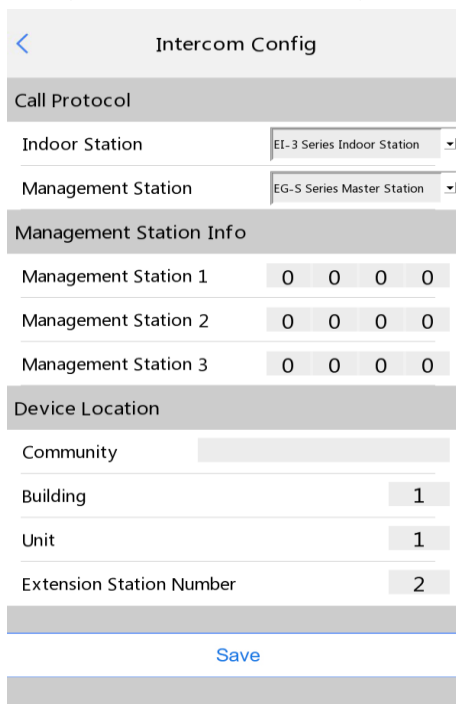 Intercom Config
Call Protocol
Indoor Station EI-3 Series Indoor Station
Management Station EG-S Series Master Station
Management Station Info
Management Station 1 0 0 0 0
Management Station 2 0 0 0 0
Management Station 3 0 0 0 0
Device Location
Community
Building 1
Unit 1
Extension Station Number 2
Save